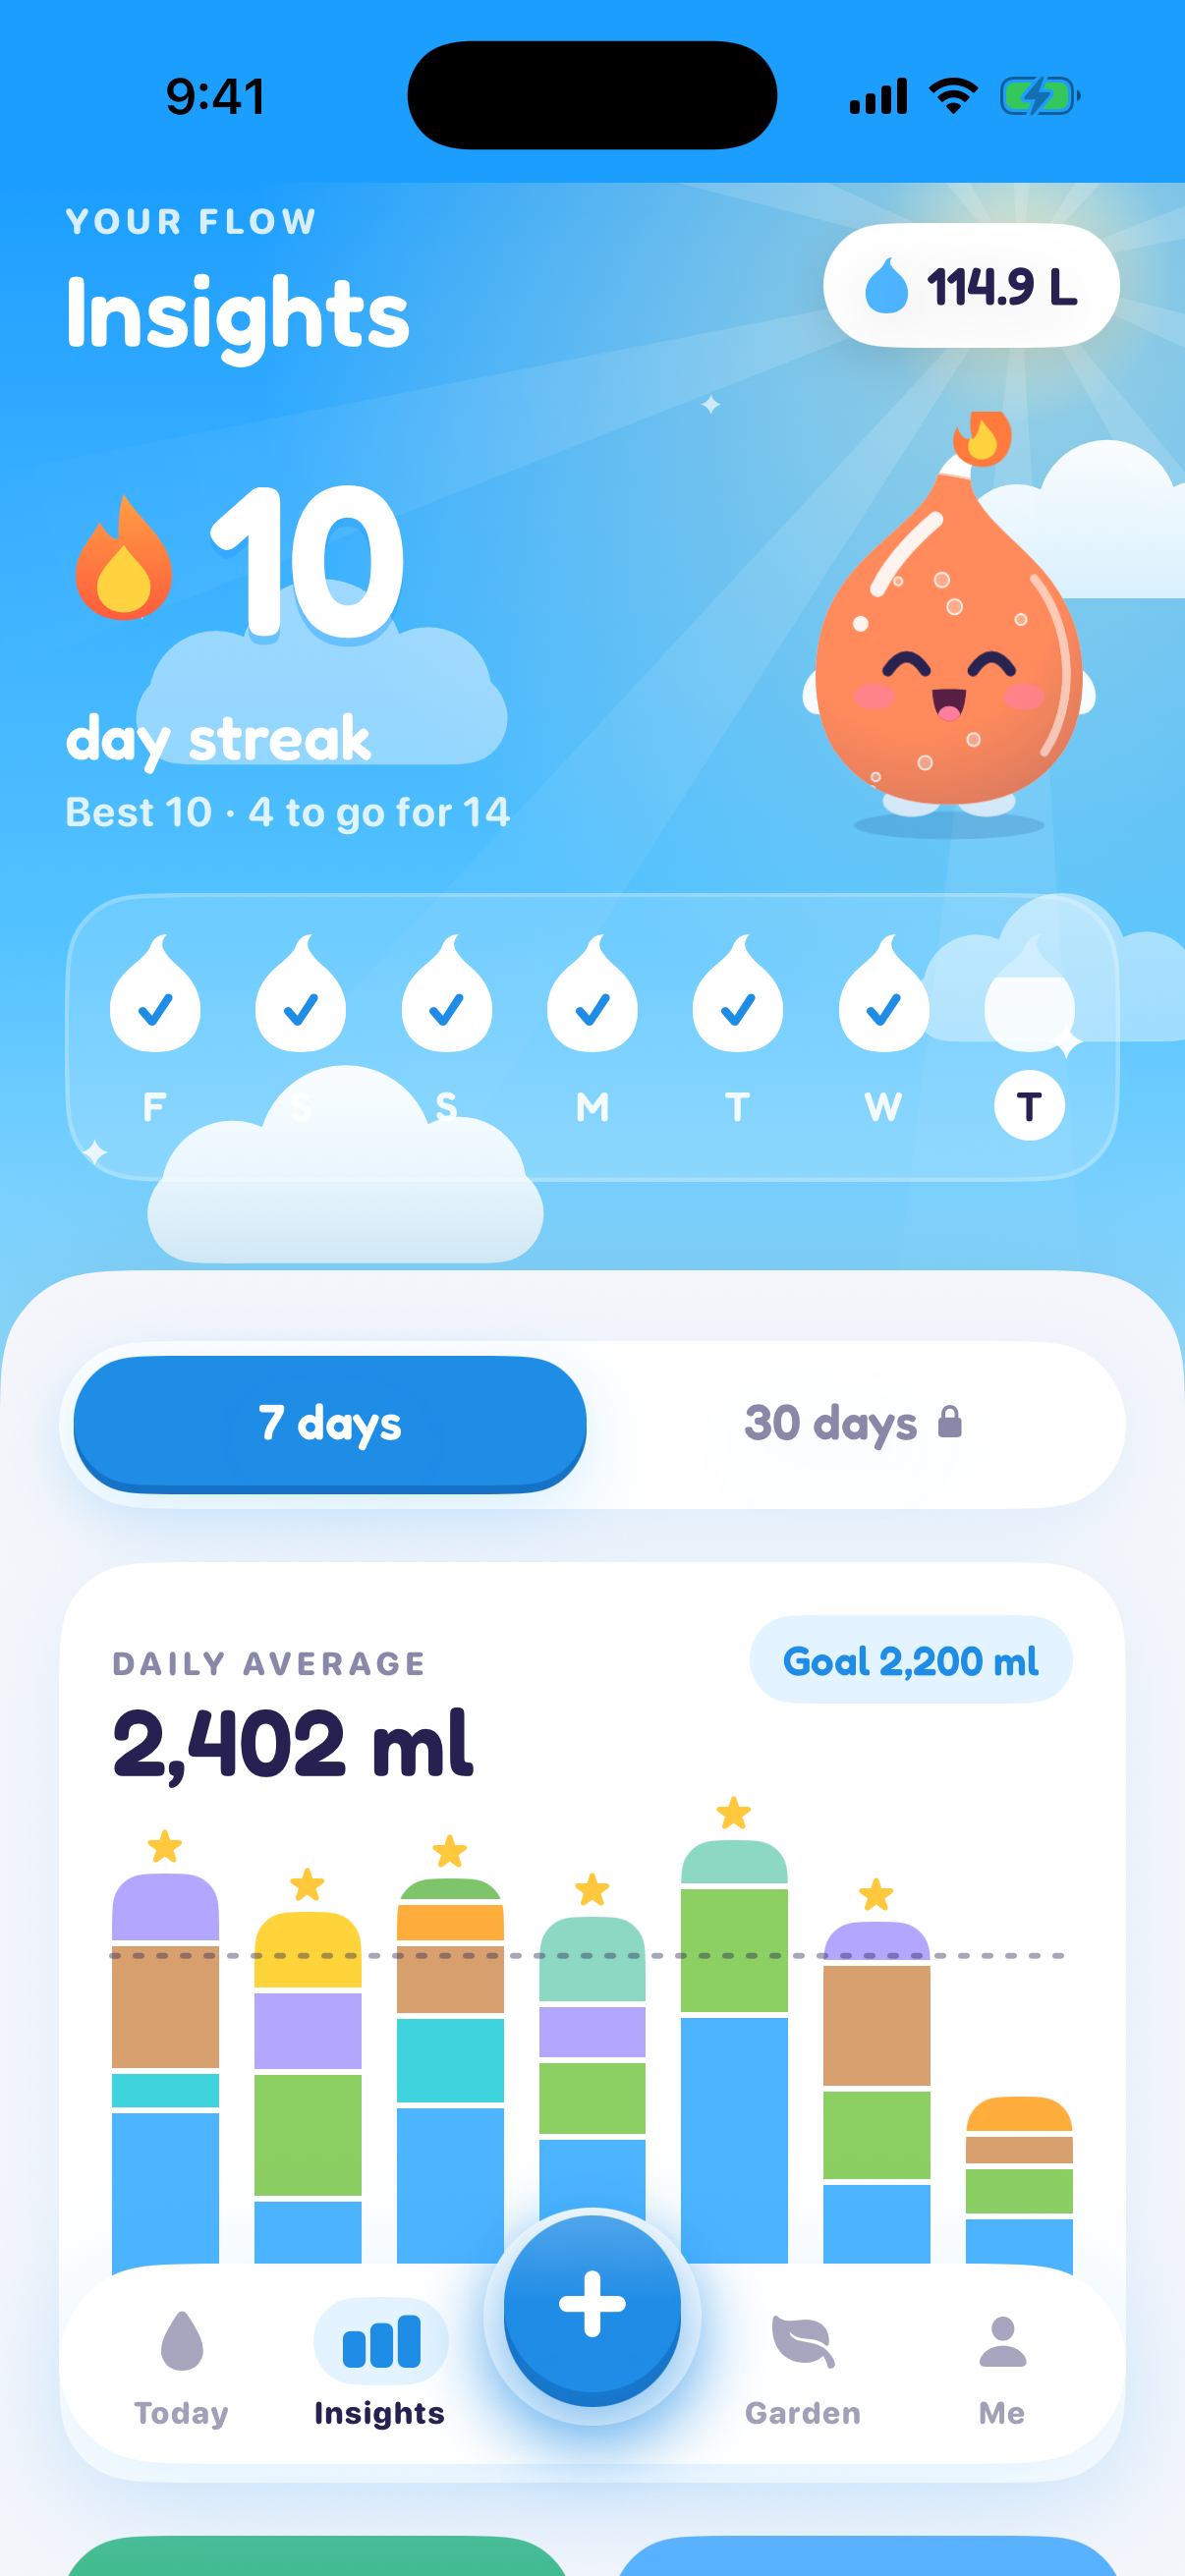 9:41
YOUR FLOW
Insights
114.9 L
10
day streak
Best 10 · 4 to go for 14
F S S M T W T
7 days
30 days
DAILY AVERAGE
Goal 2,200 ml
2,402 ml
Today
Insights
Garden
Me